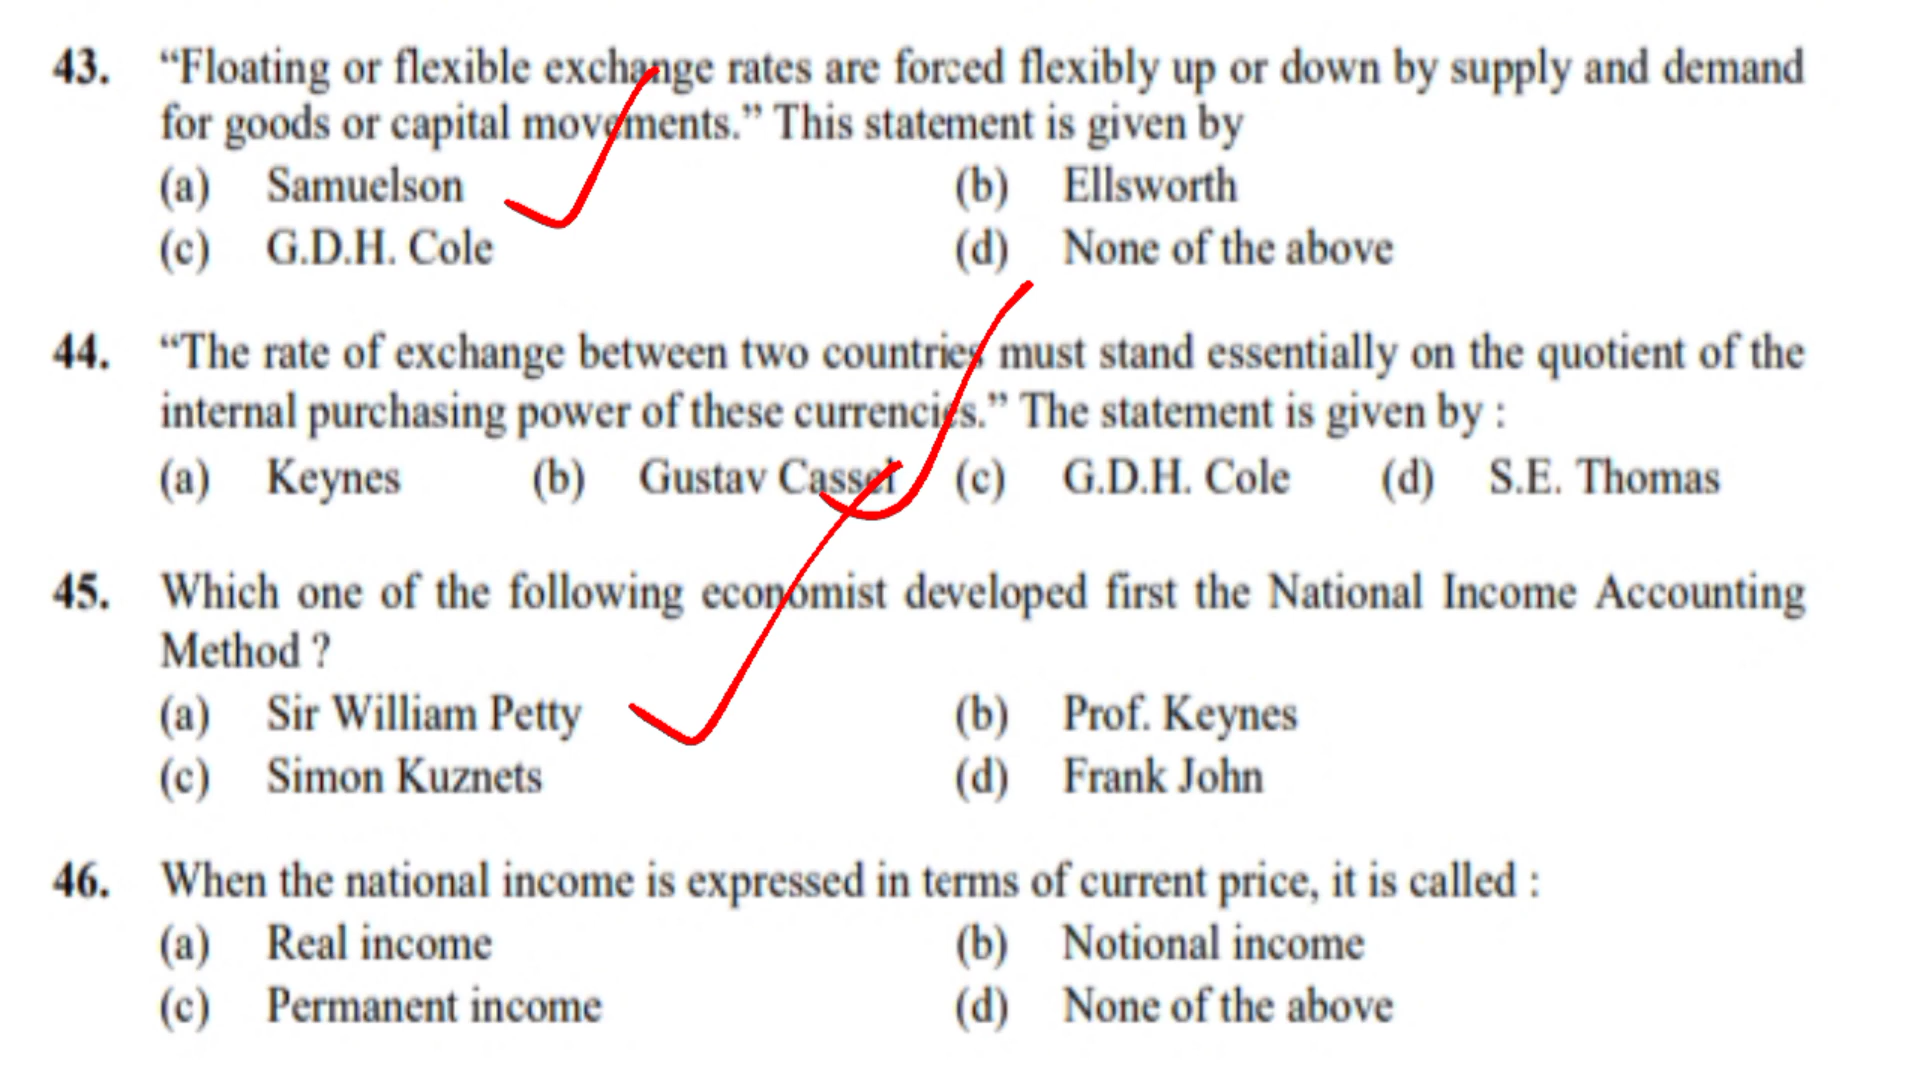 43. “Floating or flexible exchange rates are forced flexibly up or down by supply and demand
for goods or capital movements.” This statement is given by
(a) Samuelson (b) Ellsworth
(c) G.D.H. Cole (d) None of the above
44. “The rate of exchange between two countries must stand essentially on the quotient of the
internal purchasing power of these currencies.” The statement is given by :
(a) Keynes (b) Gustav Cassel (c) G.D.H. Cole (d) S.E. Thomas
45. Which one of the following economist developed first the National Income Accounting
Method ?
(a) Sir William Petty (b) Prof. Keynes
(c) Simon Kuznets (d) Frank John
46. When the national income is expressed in terms of current price, it is called :
(a) Real income (b) Notional income
(c) Permanent income (d) None of the above